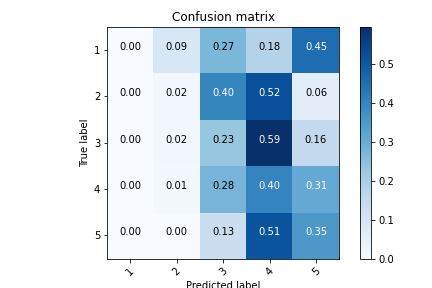 Confusion matrix
1 0.00 0.09 0.27 0.18 0.45
2 0.00 0.02 0.40 0.52 0.06
3 0.00 0.02 0.23 0.59 0.16
4 0.00 0.01 0.28 0.40 0.31
5 0.00 0.00 0.13 0.51 0.35
1 2 3 4 5
True label
Predicted label
0.5
0.4
0.3
0.2
0.1
0.0